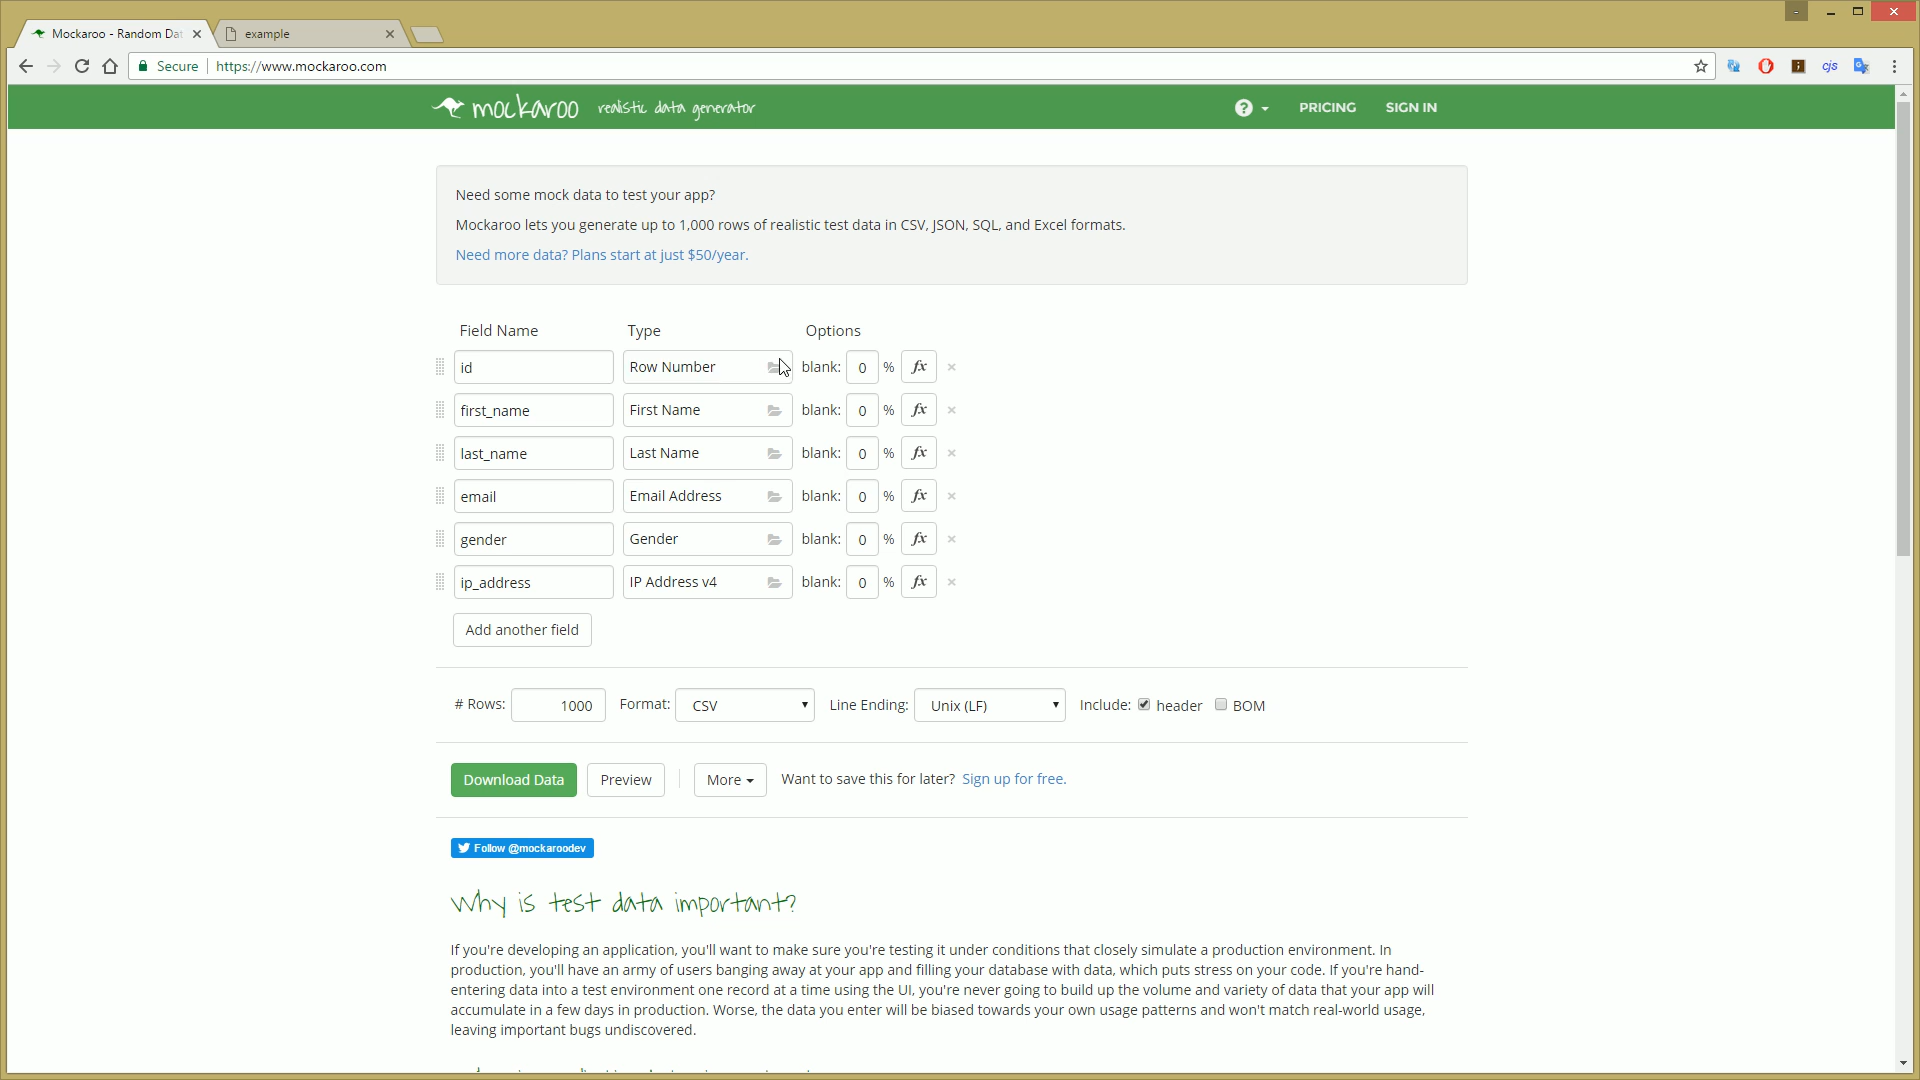 Mockaroo - Random Dat
example
Secure https://www.mockaroo.com
cjs
mockaroo realistic data generator
? PRICING SIGN IN
Need some mock data to test your app?
Mockaroo lets you generate up to 1,000 rows of realistic test data in CSV, JSON, SQL, and Excel formats.
Need more data? Plans start at just $50/year.
Field Name Type Options
id Row Number blank: 0 % fx ×
first_name First Name blank: 0 % fx ×
last_name Last Name blank: 0 % fx ×
email Email Address blank: 0 % fx ×
gender Gender blank: 0 % fx ×
ip_address IP Address v4 blank: 0 % fx ×
Add another field
# Rows: 1000 Format: CSV Line Ending: Unix (LF) Include: header BOM
Download Data Preview More Want to save this for later? Sign up for free.
Follow @mockaroodev
Why is test data important?
If you're developing an application, you'll want to make sure you're testing it under conditions that closely simulate a production environment. In
production, you'll have an army of users banging away at your app and filling your database with data, which puts stress on your code. If you're hand-
entering data into a test environment one record at a time using the UI, you're never going to build up the volume and variety of data that your app will
accumulate in a few days in production. Worse, the data you enter will be biased towards your own usage patterns and won't match real-world usage,
leaving important bugs undiscovered.